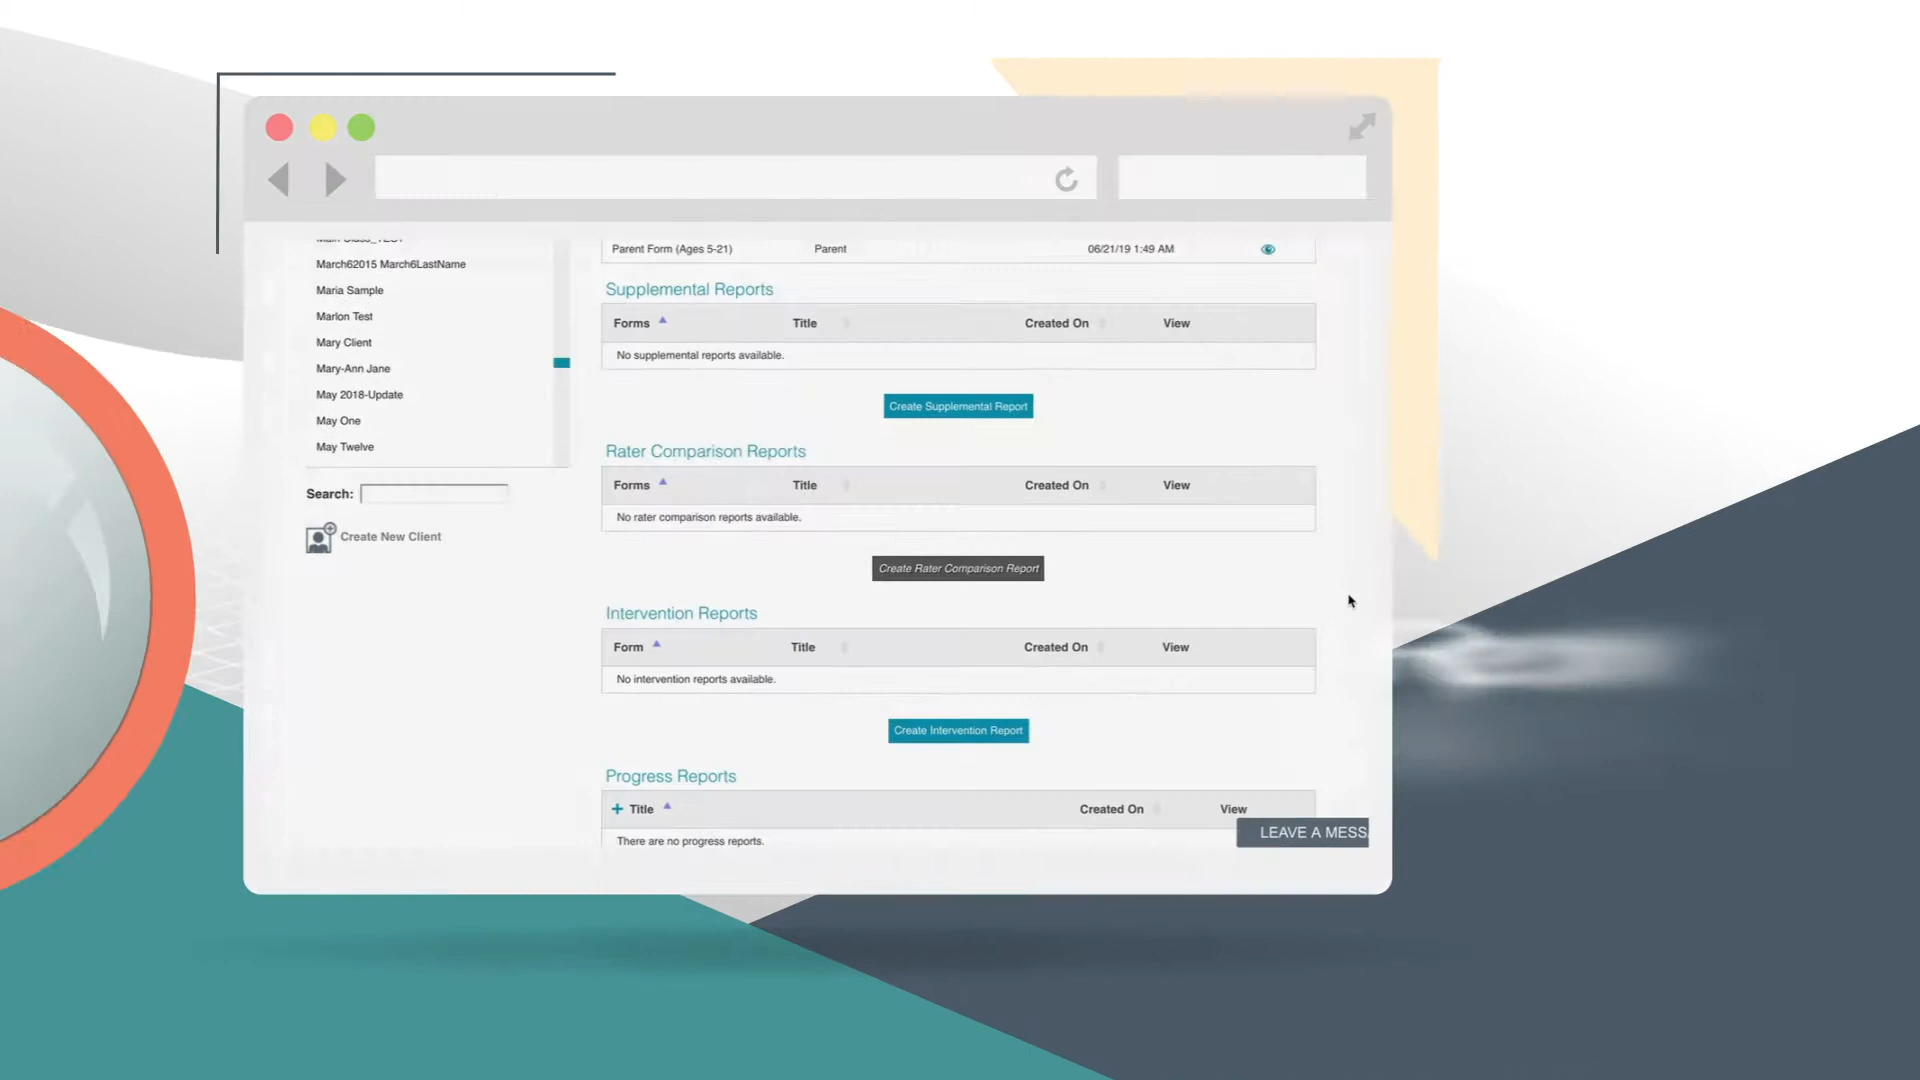 March62015 March6LastName
Maria Sample
Marlon Test
Mary Client
Mary-Ann Jane
May 2018-Update
May One
May Twelve
Search:
Create New Client
Parent Form (Ages 5-21) Parent 06/21/19 1:49 AM
Supplemental Reports
Forms Title Created On View
No supplemental reports available.
Create Supplemental Report
Rater Comparison Reports
Forms Title Created On View
No rater comparison reports available.
Create Rater Comparison Report
Intervention Reports
Form Title Created On View
No intervention reports available.
Create Intervention Report
Progress Reports
+ Title Created On View
There are no progress reports.
LEAVE A MESS